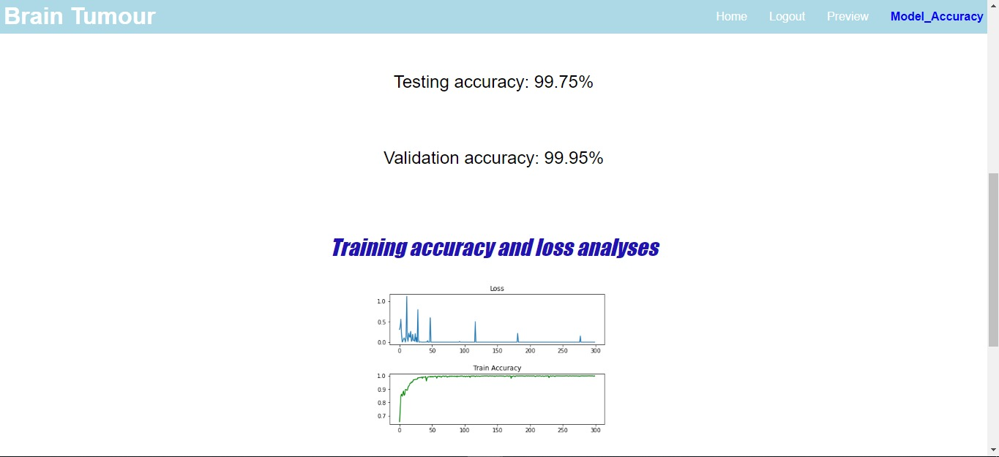 Brain Tumour Home Logout Preview Model_Accuracy
Testing accuracy: 99.75%
Validation accuracy: 99.95%
Training accuracy and loss analyses
Loss
1.0
0.5
0.0
0 50 100 150 200 250 300
Train Accuracy
1.0
0.9
0.8
0.7
0 50 100 150 200 250 300